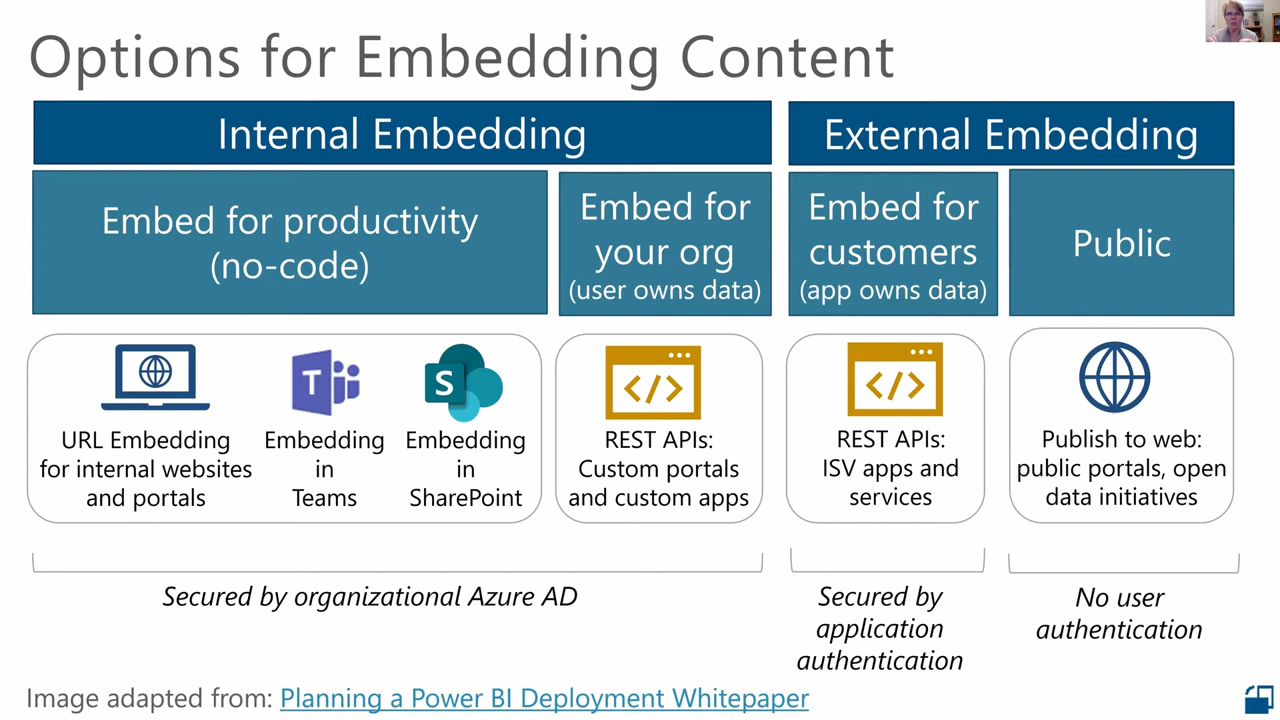 Options for Embedding Content
Internal Embedding
External Embedding
Embed for productivity
(no-code)
Embed for
your org
(user owns data)
Embed for
customers
(app owns data)
Public
URL Embedding
for internal websites
and portals
Embedding
in
Teams
Embedding
in
SharePoint
REST APIs:
Custom portals
and custom apps
REST APIs:
ISV apps and
services
Publish to web:
public portals, open
data initiatives
Secured by organizational Azure AD
Secured by
application
authentication
No user
authentication
Image adapted from: Planning a Power BI Deployment Whitepaper